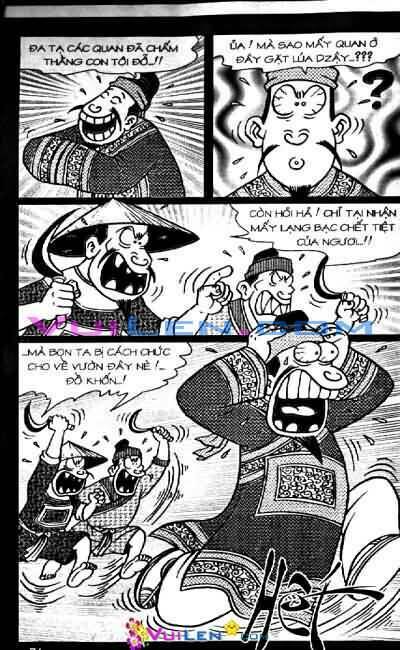 ĐA TẠ CÁC QUAN ĐÃ CHẤM
THẰNG CON TÔI ĐỖ...!!
ỦA! MÀ SAO MẤY QUAN Ở
ĐÂY GẶT LÚA DZẬY...???
?
CÒN HỎI HẢ! CHỈ TẠI NHẬN
MẤY LẠNG BẠC CHẾT TIỆT
CỦA NGƯƠI...!!
VUILEN.COM
...MÀ BỌN TA BỊ CÁCH CHỨC
CHO VỀ VƯỜN ĐÂY NÈ!...
ĐỒ KHỐN...!
HẾT
VUILEN.COM